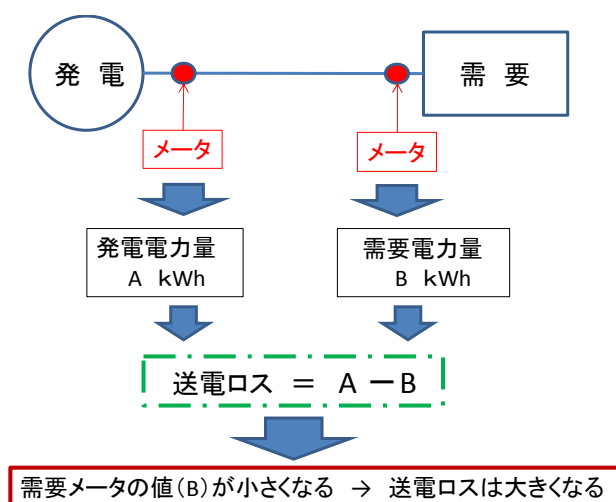 発 電
需 要
メータ
メータ
発電電力量
A kWh
需要電力量
B kWh
送電ロス = A ーB
需要メータの値(B)が小さくなる → 送電ロスは大きくなる